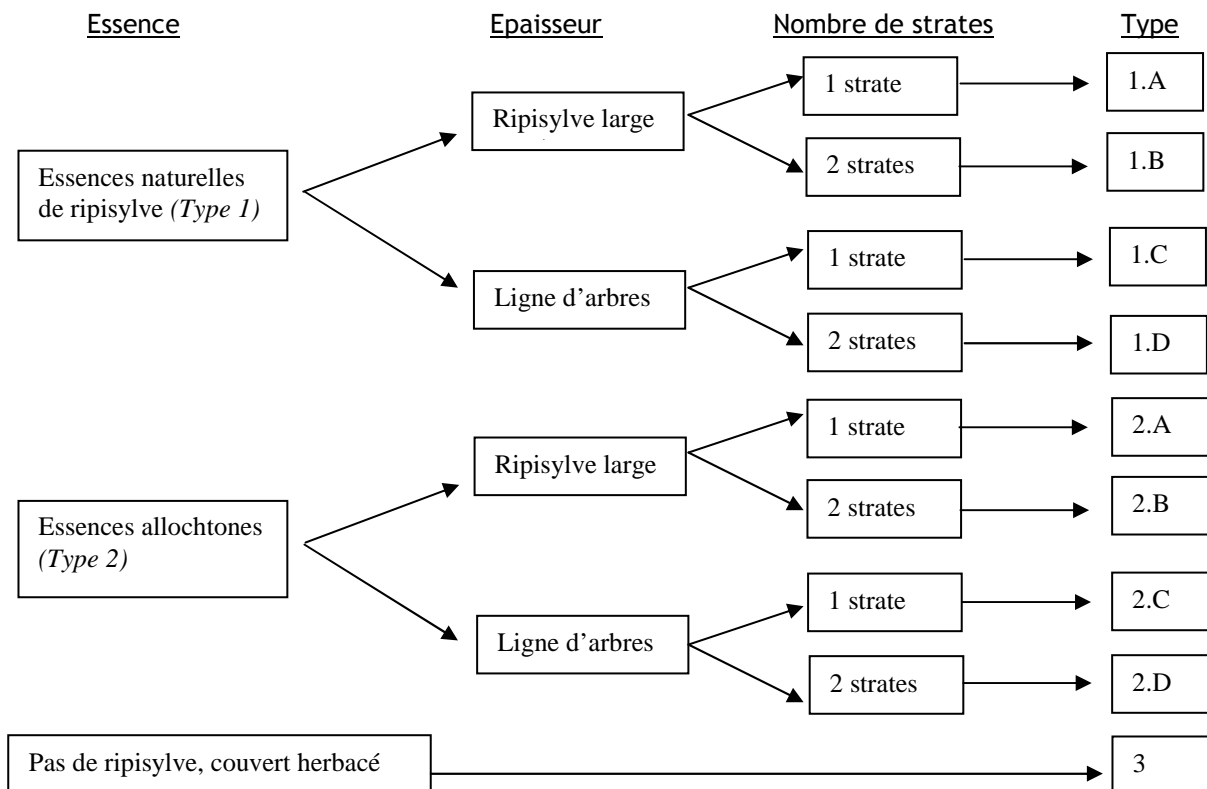 Essence Epaisseur Nombre de strates Type
1 strate 1.A
Ripisylve large
2 strates 1.B
Essences naturelles
de ripisylve (Type 1)
1 strate 1.C
Ligne d’arbres
2 strates 1.D
1 strate 2.A
Ripisylve large
2 strates 2.B
Essences allochtones
(Type 2)
1 strate 2.C
Ligne d’arbres
2 strates 2.D
Pas de ripisylve, couvert herbacé 3